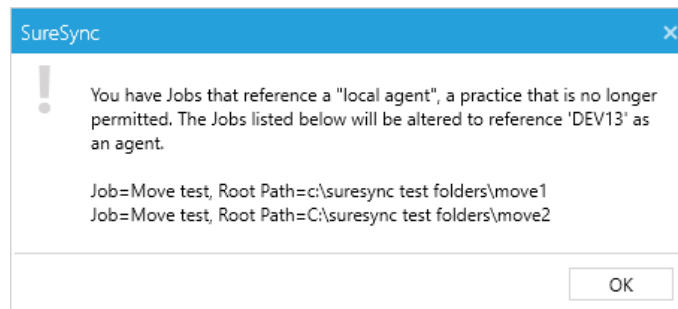 SureSync
You have Jobs that reference a "local agent", a practice that is no longer
permitted. The Jobs listed below will be altered to reference 'DEV13' as
an agent.
Job=Move test, Root Path=c:\suresync test folders\move1
Job=Move test, Root Path=C:\suresync test folders\move2
OK